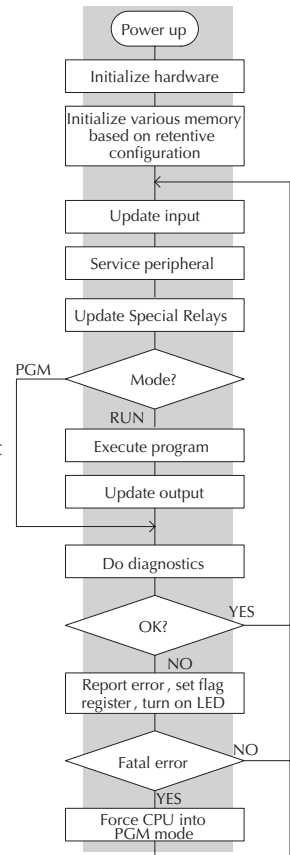 Power up
Initialize hardware
Initialize various memory
based on retentive
configuration
Update input
Service peripheral
Update Special Relays
PGM
Mode?
RUN
Execute program
Update output
Do diagnostics
YES
OK?
NO
Report error, set flag
register, turn on LED
NO
Fatal error
YES
Force CPU into
PGM mode